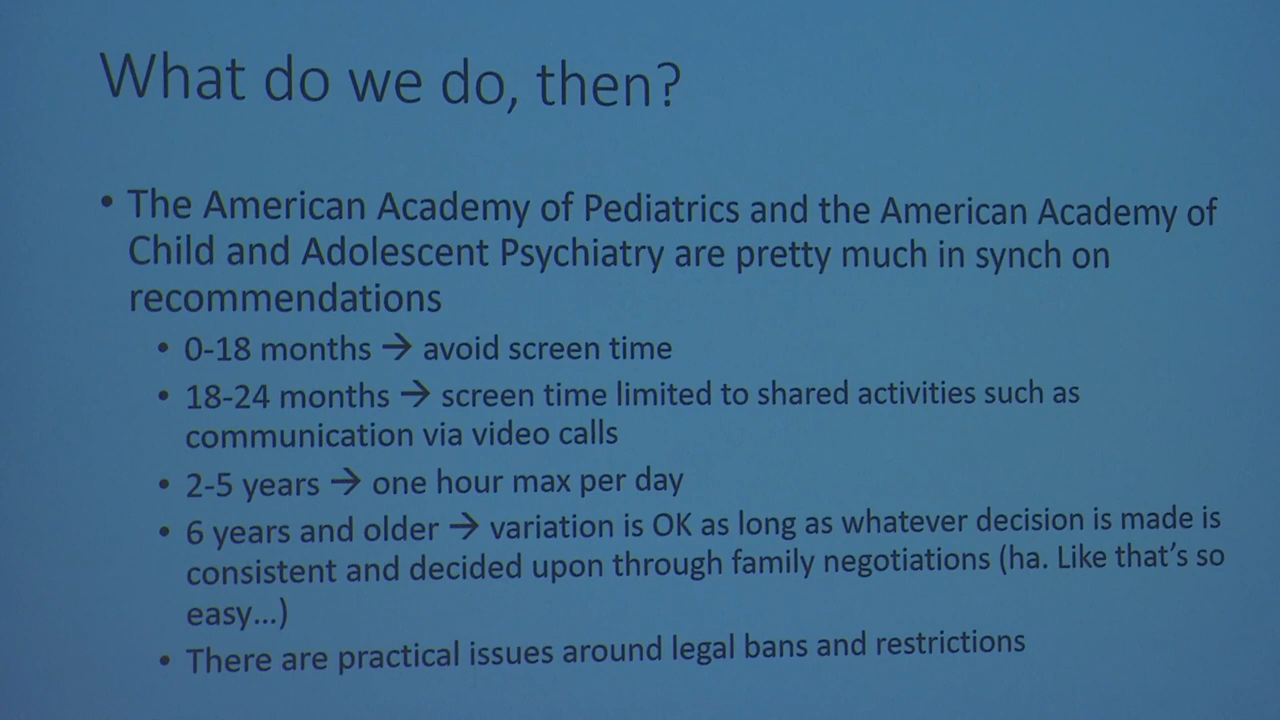 What do we do, then?
• The American Academy of Pediatrics and the American Academy of
Child and Adolescent Psychiatry are pretty much in synch on
recommendations
• 0-18 months → avoid screen time
• 18-24 months → screen time limited to shared activities such as
communication via video calls
• 2-5 years → one hour max per day
• 6 years and older → variation is OK as long as whatever decision is made is
consistent and decided upon through family negotiations (ha. Like that's so
easy...)
• There are practical issues around legal bans and restrictions